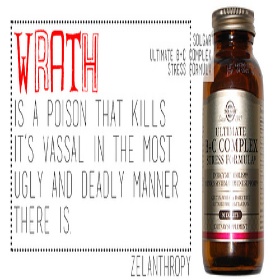 WRATH
IS A POISON THAT KILLS
IT'S VASSAL IN THE MOST
UGLY AND DEADLY MANNER
THERE IS.
ZELANTHROPY
SOLGAR
ULTIMATE B+C COMPLEX
STRESS FORMULA
SOLGAR
ULTIMATE
B+C COMPLEX
STRESS FORMULA